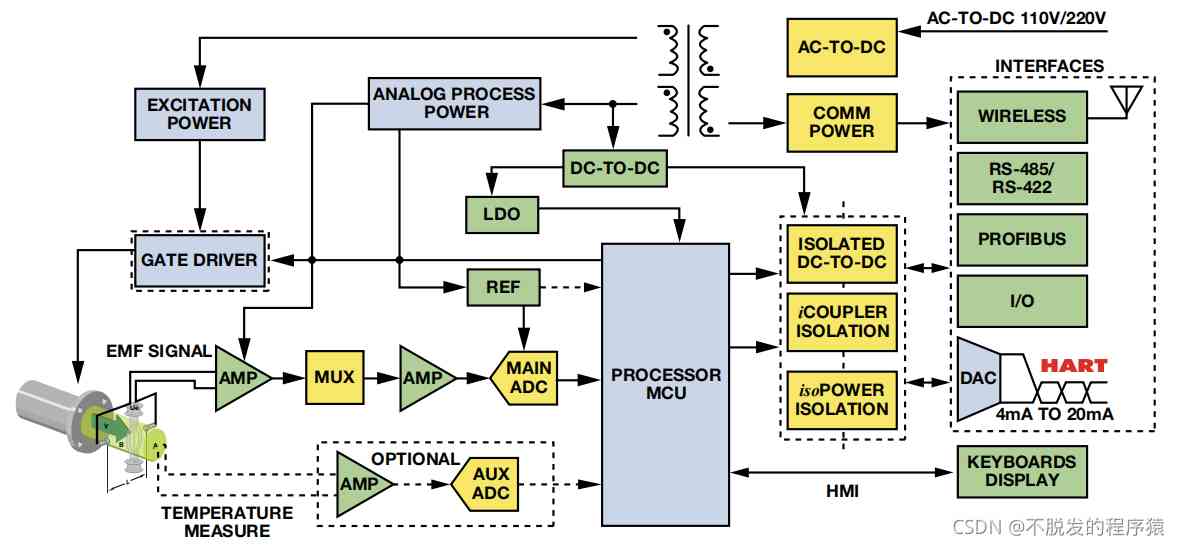 AC-TO-DC 110V/220V
AC-TO-DC
INTERFACES
EXCITATION
POWER
ANALOG PROCESS
POWER
COMM
POWER
WIRELESS
DC-TO-DC
RS-485/
RS-422
LDO
GATE DRIVER
ISOLATED
DC-TO-DC
PROFIBUS
REF
I/O
iCOUPLER
ISOLATION
EMF SIGNAL
AMP
MUX
AMP
MAIN
ADC
PROCESSOR
MCU
isoPOWER
ISOLATION
DAC
HART
4mA TO 20mA
V
B
A
L
OPTIONAL
AMP
AUX
ADC
TEMPERATURE
MEASURE
HMI
KEYBOARDS
DISPLAY
CSDN @不脱发的程序猿